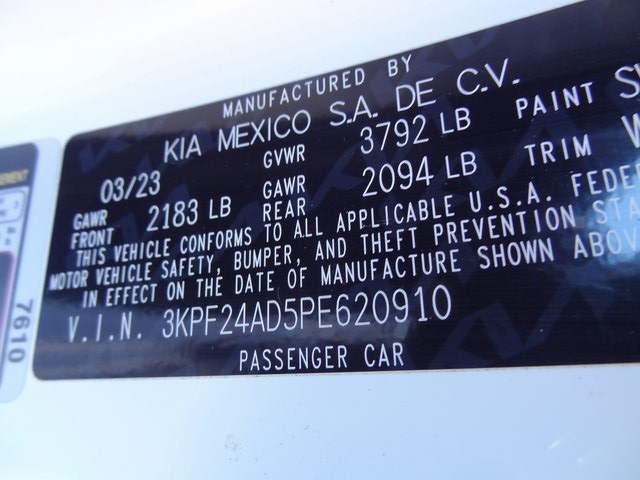 MANUFACTURED BY
KIA MEXICO S.A. DE C.V.
03/23 GVWR 3792 LB PAINT
GAWR FRONT 2183 LB GAWR REAR 2094 LB TRIM
THIS VEHICLE CONFORMS TO ALL APPLICABLE U.S.A.
MOTOR VEHICLE SAFETY, BUMPER, AND THEFT PREVENTION
IN EFFECT ON THE DATE OF MANUFACTURE SHOWN
V.I.N. 3KPF24AD5PE620910
PASSENGER CAR
7610